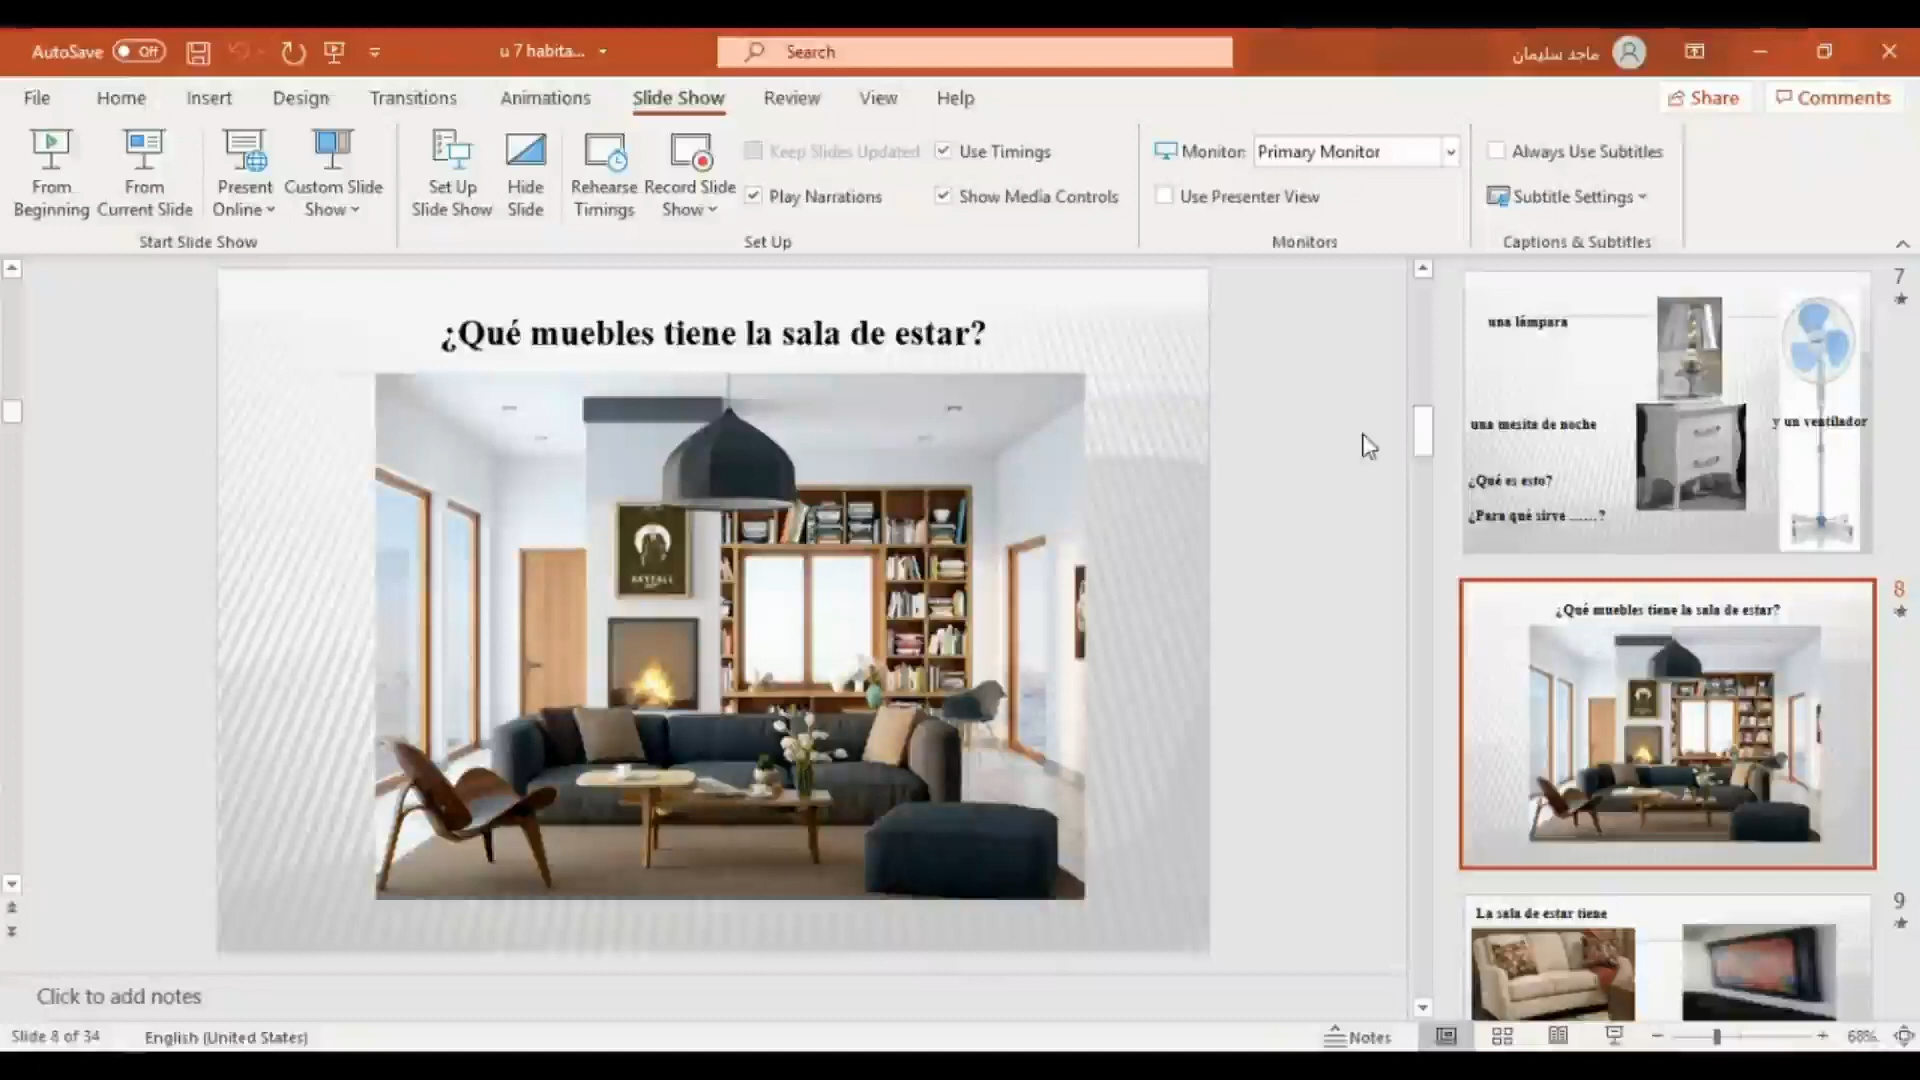 AutoSave Off
u 7 habita...
Search
ماجد سليمان
File Home Insert Design Transitions Animations Slide Show Review View Help
Share Comments
From Beginning
From Current Slide
Present Online
Custom Slide Show
Set Up Slide Show
Hide Slide
Rehearse Timings
Record Slide Show
Keep Slides Updated
Play Narrations
Use Timings
Show Media Controls
Monitor: Primary Monitor
Use Presenter View
Always Use Subtitles
Subtitle Settings
Start Slide Show
Set Up
Monitors
Captions & Subtitles
¿Qué muebles tiene la sala de estar?
SKYFALL
7
una lámpara
una mesita de noche
y un ventilador
¿Qué es esto?
¿Para qué sirve ......?
8
¿Qué muebles tiene la sala de estar?
9
La sala de estar tiene
Click to add notes
Slide 8 of 34
English (United States)
Notes
68%